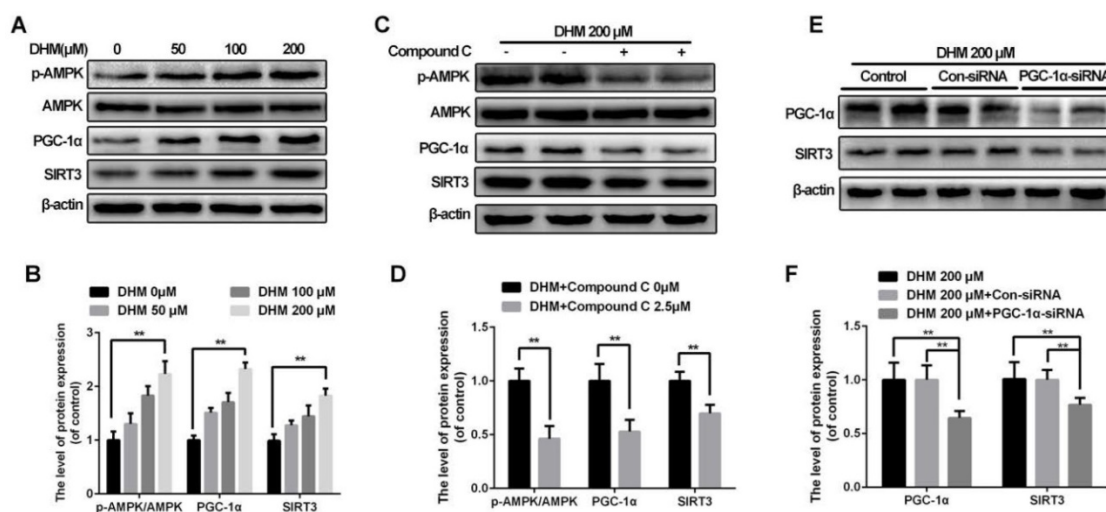 A
DHM(μM) 0 50 100 200
p-AMPK
AMPK
PGC-1α
SIRT3
β-actin
B
DHM 0μM DHM 100 μM
DHM 50 μM DHM 200 μM
The level of protein expression
(of control)
3
2
1
0
** ** **
p-AMPK/AMPK PGC-1α SIRT3
C
DHM 200 μM
Compound C - - + +
p-AMPK
AMPK
PGC-1α
SIRT3
β-actin
D
DHM+Compound C 0μM
DHM+Compound C 2.5μM
The level of protein expression
(of control)
1.5
1.0
0.5
0.0
** ** **
p-AMPK/AMPK PGC-1α SIRT3
E
DHM 200 μM
Control Con-siRNA PGC-1α-siRNA
PGC-1α
SIRT3
β-actin
F
DHM 200 μM
DHM 200 μM+Con-siRNA
DHM 200 μM+PGC-1α-siRNA
The level of protein expression
(of control)
1.5
1.0
0.5
0.0
** **
** **
PGC-1α SIRT3